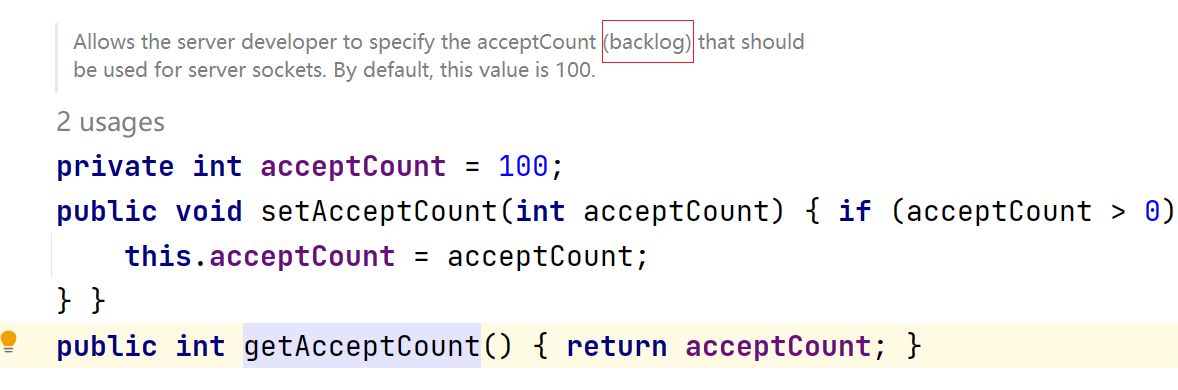 Allows the server developer to specify the acceptCount (backlog) that should
be used for server sockets. By default, this value is 100.
2 usages
private int acceptCount = 100;
public void setAcceptCount(int acceptCount) { if (acceptCount > 0)
this.acceptCount = acceptCount;
} }
public int getAcceptCount() { return acceptCount; }